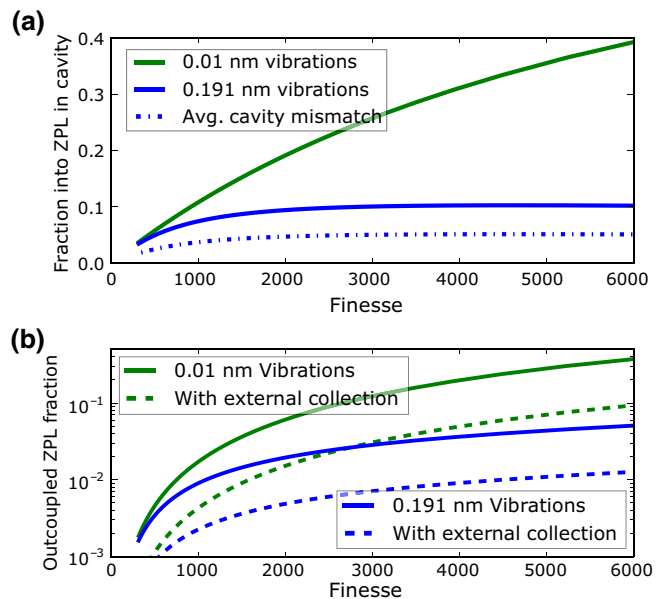 (a)
Fraction into ZPL in cavity
0.4
0.3
0.2
0.1
0.0
0.01 nm vibrations
0.191 nm vibrations
Avg. cavity mismatch
0 1000 2000 3000 4000 5000 6000
Finesse
(b)
Outcoupled ZPL fraction
10⁻¹
10⁻²
10⁻³
0.01 nm Vibrations
With external collection
0.191 nm Vibrations
With external collection
0 1000 2000 3000 4000 5000 6000
Finesse